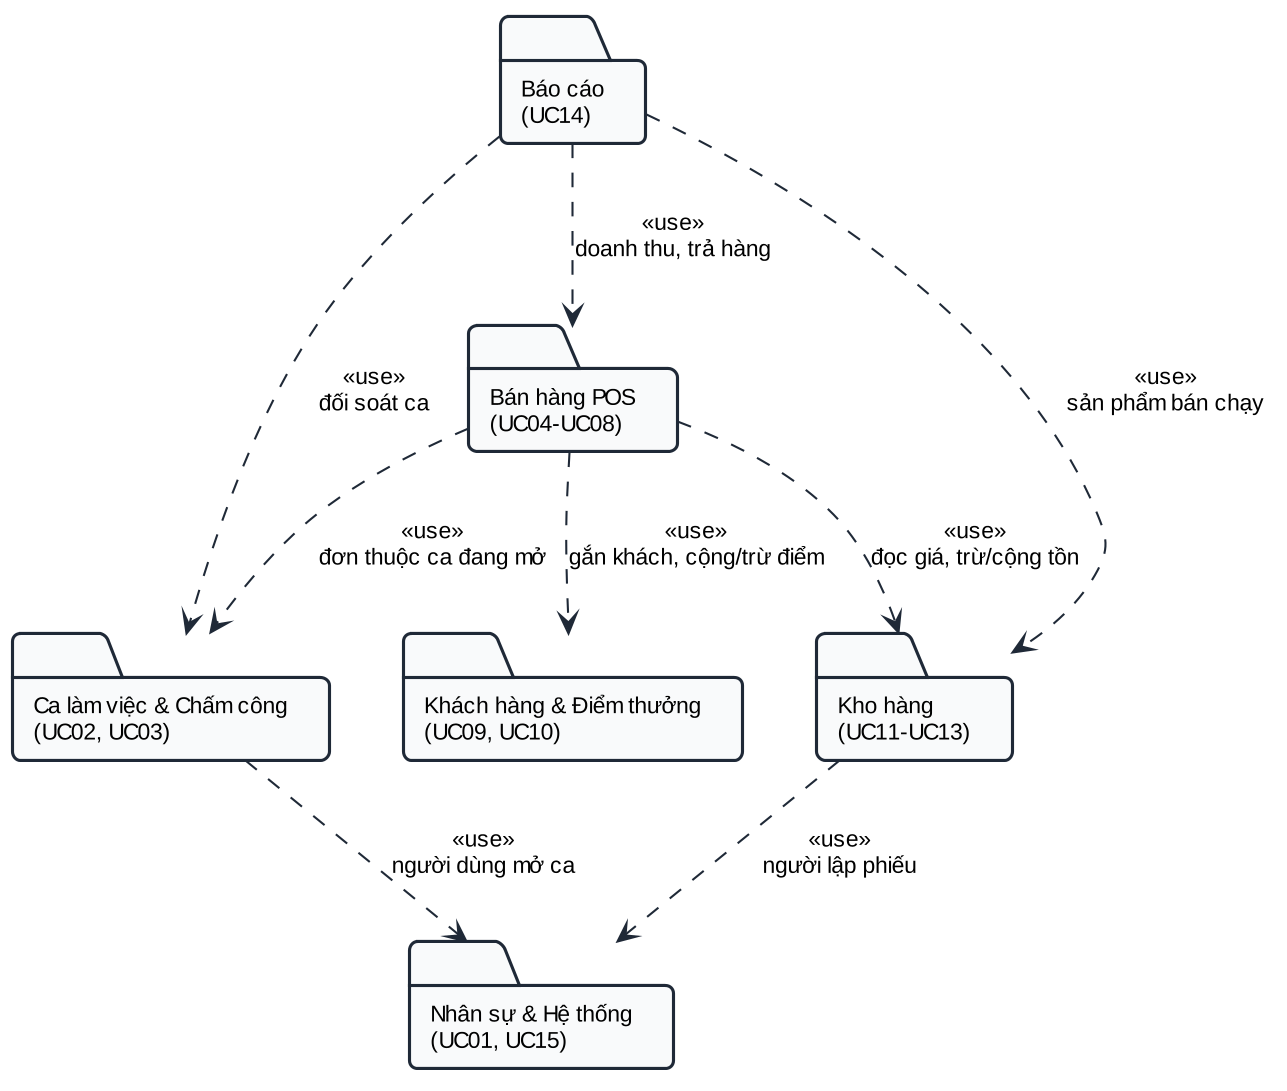 Báo cáo
(UC14)
«use»
doanh thu, trả hàng
«use»
đối soát ca
«use»
sản phẩm bán chạy
Bán hàng POS
(UC04-UC08)
«use»
đơn thuộc ca đang mở
«use»
gắn khách, cộng/trừ điểm
«use»
đọc giá, trừ/cộng tồn
Ca làm việc & Chấm công
(UC02, UC03)
Khách hàng & Điểm thưởng
(UC09, UC10)
Kho hàng
(UC11-UC13)
«use»
người dùng mở ca
«use»
người lập phiếu
Nhân sự & Hệ thống
(UC01, UC15)